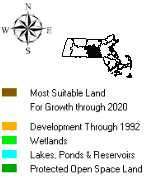 N
W
E
S
Most Suitable Land
For Growth through 2020
Development Through 1992
Wetlands
Lakes, Ponds & Reservoirs
Protected Open Space Land